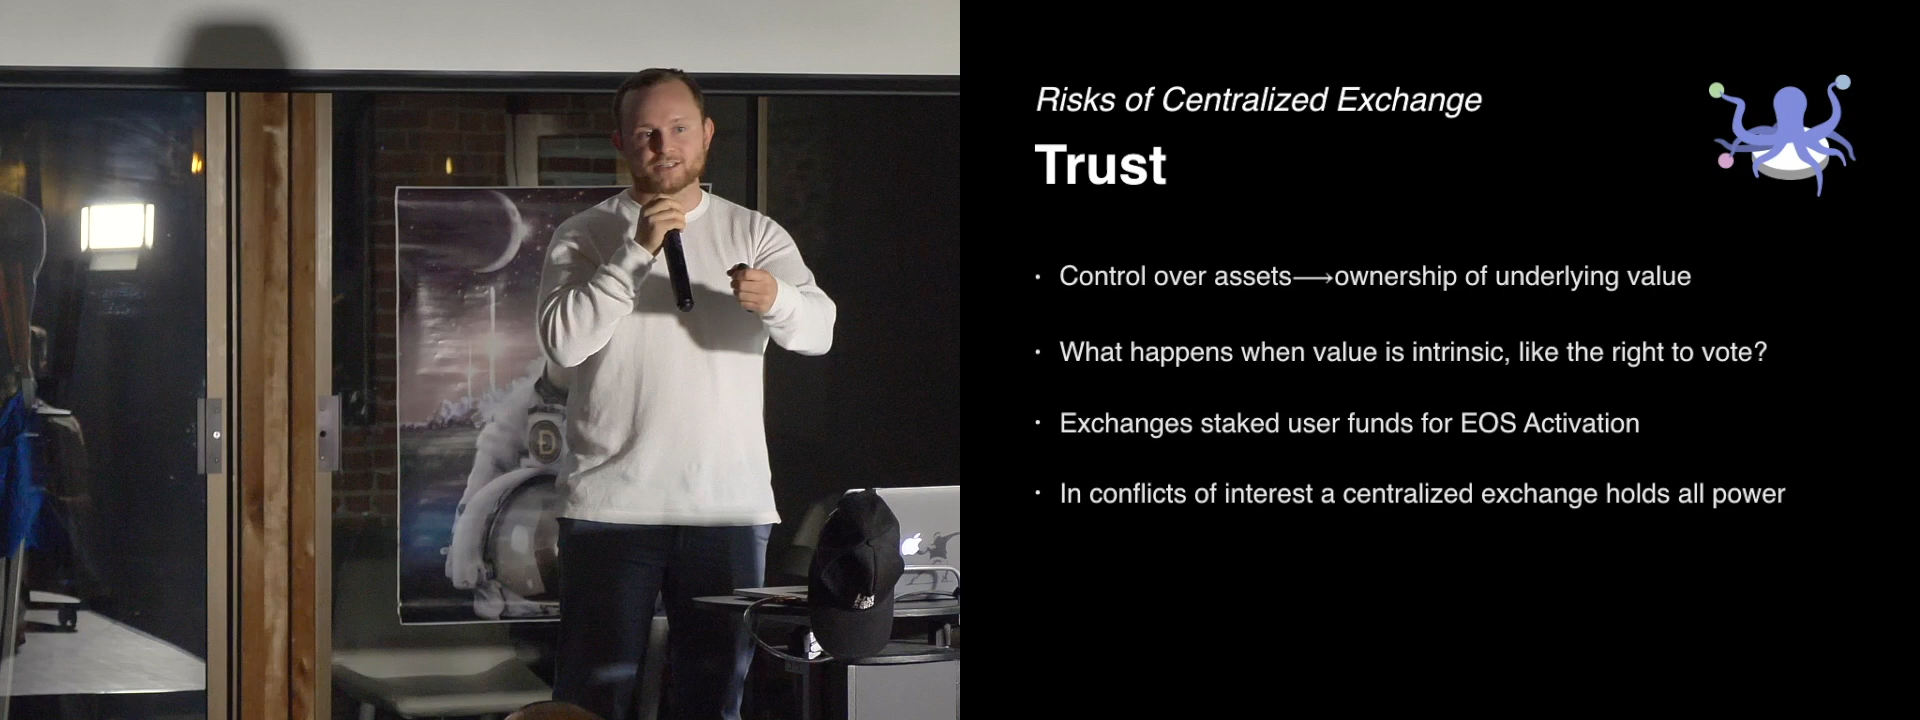 Risks of Centralized Exchange
Trust
• Control over assets⟶ownership of underlying value
• What happens when value is intrinsic, like the right to vote?
• Exchanges staked user funds for EOS Activation
• In conflicts of interest a centralized exchange holds all power